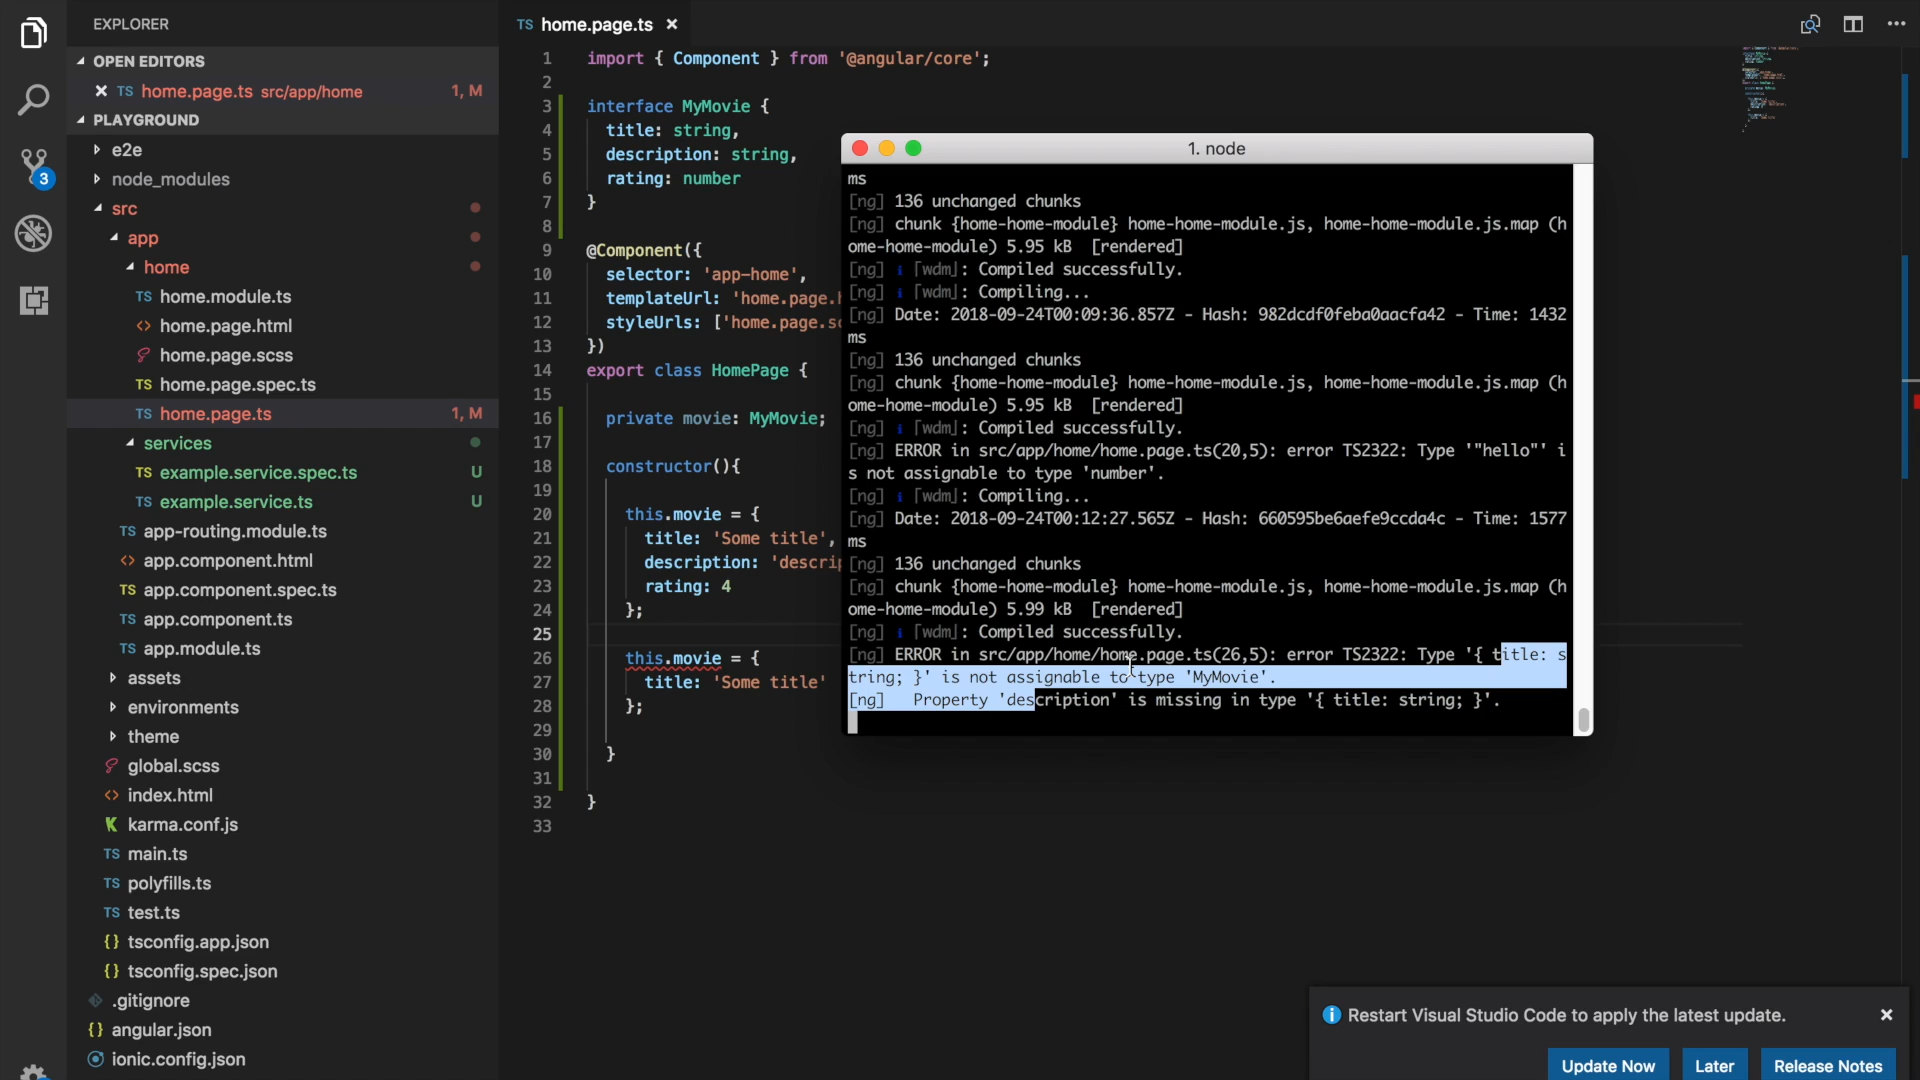 EXPLORER
OPEN EDITORS
TS home.page.ts src/app/home 1, M
PLAYGROUND
e2e
node_modules
src
app
home
TS home.module.ts
<> home.page.html
home.page.scss
TS home.page.spec.ts
TS home.page.ts 1, M
services
TS example.service.spec.ts U
TS example.service.ts U
TS app-routing.module.ts
<> app.component.html
TS app.component.spec.ts
TS app.component.ts
TS app.module.ts
assets
environments
theme
global.scss
<> index.html
K karma.conf.js
TS main.ts
TS polyfills.ts
TS test.ts
{} tsconfig.app.json
{} tsconfig.spec.json
.gitignore
{} angular.json
ionic.config.json
3
TS home.page.ts
1 import { Component } from '@angular/core';
2
3 interface MyMovie {
4 title: string,
5 description: string,
6 rating: number
7 }
8
9 @Component({
10 selector: 'app-home',
11 templateUrl: 'home.page.h
12 styleUrls: ['home.page.sc
13 })
14 export class HomePage {
15
16 private movie: MyMovie;
17
18 constructor(){
19
20 this.movie = {
21 title: 'Some title',
22 description: 'descrip
23 rating: 4
24 };
25
26 this.movie = {
27 title: 'Some title'
28 };
29
30 }
31
32 }
33
1. node
ms
[ng] 136 unchanged chunks
[ng] chunk {home-home-module} home-home-module.js, home-home-module.js.map (h
ome-home-module) 5.95 kB [rendered]
[ng] ℹ ｢wdm｣: Compiled successfully.
[ng] ℹ ｢wdm｣: Compiling...
[ng] Date: 2018-09-24T00:09:36.857Z - Hash: 982dcdf0feba0aacfa42 - Time: 1432
ms
[ng] 136 unchanged chunks
[ng] chunk {home-home-module} home-home-module.js, home-home-module.js.map (h
ome-home-module) 5.95 kB [rendered]
[ng] ℹ ｢wdm｣: Compiled successfully.
[ng] ERROR in src/app/home/home.page.ts(20,5): error TS2322: Type '"hello"' i
s not assignable to type 'number'.
[ng] ℹ ｢wdm｣: Compiling...
[ng] Date: 2018-09-24T00:12:27.565Z - Hash: 660595be6aefe9ccda4c - Time: 1577
ms
[ng] 136 unchanged chunks
[ng] chunk {home-home-module} home-home-module.js, home-home-module.js.map (h
ome-home-module) 5.99 kB [rendered]
[ng] ℹ ｢wdm｣: Compiled successfully.
[ng] ERROR in src/app/home/home.page.ts(26,5): error TS2322: Type '{ title: s
tring; }' is not assignable to type 'MyMovie'.
[ng] Property 'description' is missing in type '{ title: string; }'.
Restart Visual Studio Code to apply the latest update.
Update Now Later Release Notes